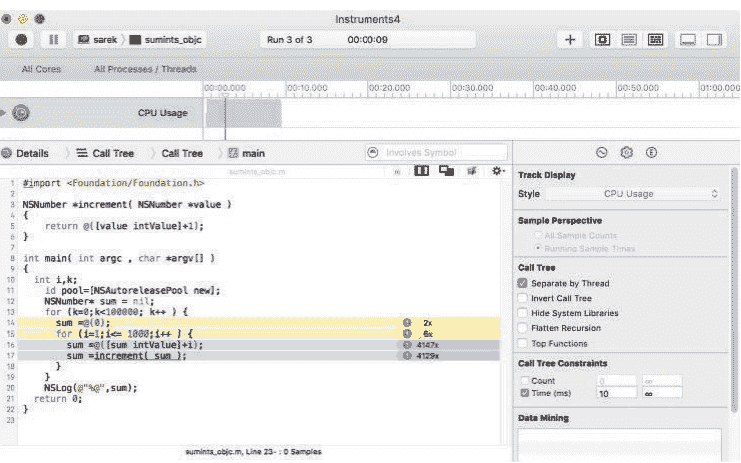 Instruments4
sarek sumints_objc
Run 3 of 3 00:00:09
All Cores All Processes / Threads
00:00.000 00:10.000 00:20.000 00:30.000 00:40.000 00:50.000 01:00.000
CPU Usage
Details Call Tree Call Tree main Involves Symbol
sumints_objc.m
1 #import <Foundation/Foundation.h>
2
3 NSNumber *increment( NSNumber *value )
4 {
5 return @([value intValue]+1);
6 }
7
8 int main( int argc , char *argv[] )
9 {
10 int i,k;
11 id pool=[NSAutoreleasePool new];
12 NSNumber* sum = nil;
13 for (k=0;k<100000; k++ ) {
14 sum =@(0); 2x
15 for (i=1;i<= 1000;i++ ) { 6x
16 sum =@([sum intValue]+i); 4147x
17 sum =increment( sum ); 4129x
18 }
19 }
20 NSLog(@"%@",sum);
21 return 0;
22 }
23
sumints_objc.m, Line 23- : 0 Samples
Track Display
Style CPU Usage
Sample Perspective
All Sample Counts
Running Sample Times
Call Tree
Separate by Thread
Invert Call Tree
Hide System Libraries
Flatten Recursion
Top Functions
Call Tree Constraints
Count 0 ∞
Time (ms) 10 ∞
Data Mining